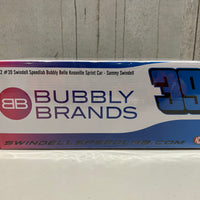 #39 Swindell Speedlab Bubbly Belle Knoxville Sprint Car - Sammy Swindell
BB BUBBLY
BRANDS
39
SWINDELLSPEEDLAB.COM